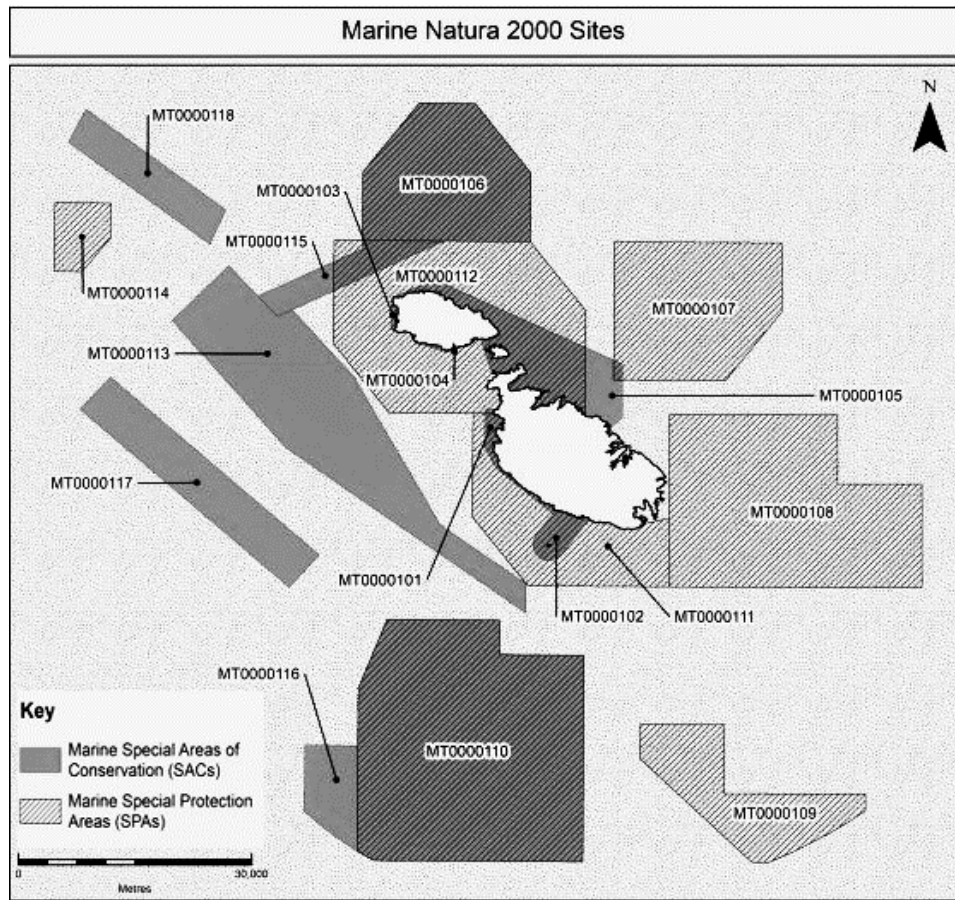 Marine Natura 2000 Sites
N
MT0000118
MT0000106
MT0000103
MT0000115
MT0000112
MT0000114
MT0000107
MT0000113
MT0000104
MT0000105
MT0000117
MT0000108
MT0000101
MT0000102
MT0000111
MT0000116
MT0000110
MT0000109
Key
Marine Special Areas of
Conservation (SACs)
Marine Special Protection
Areas (SPAs)
0 30,000
Metres